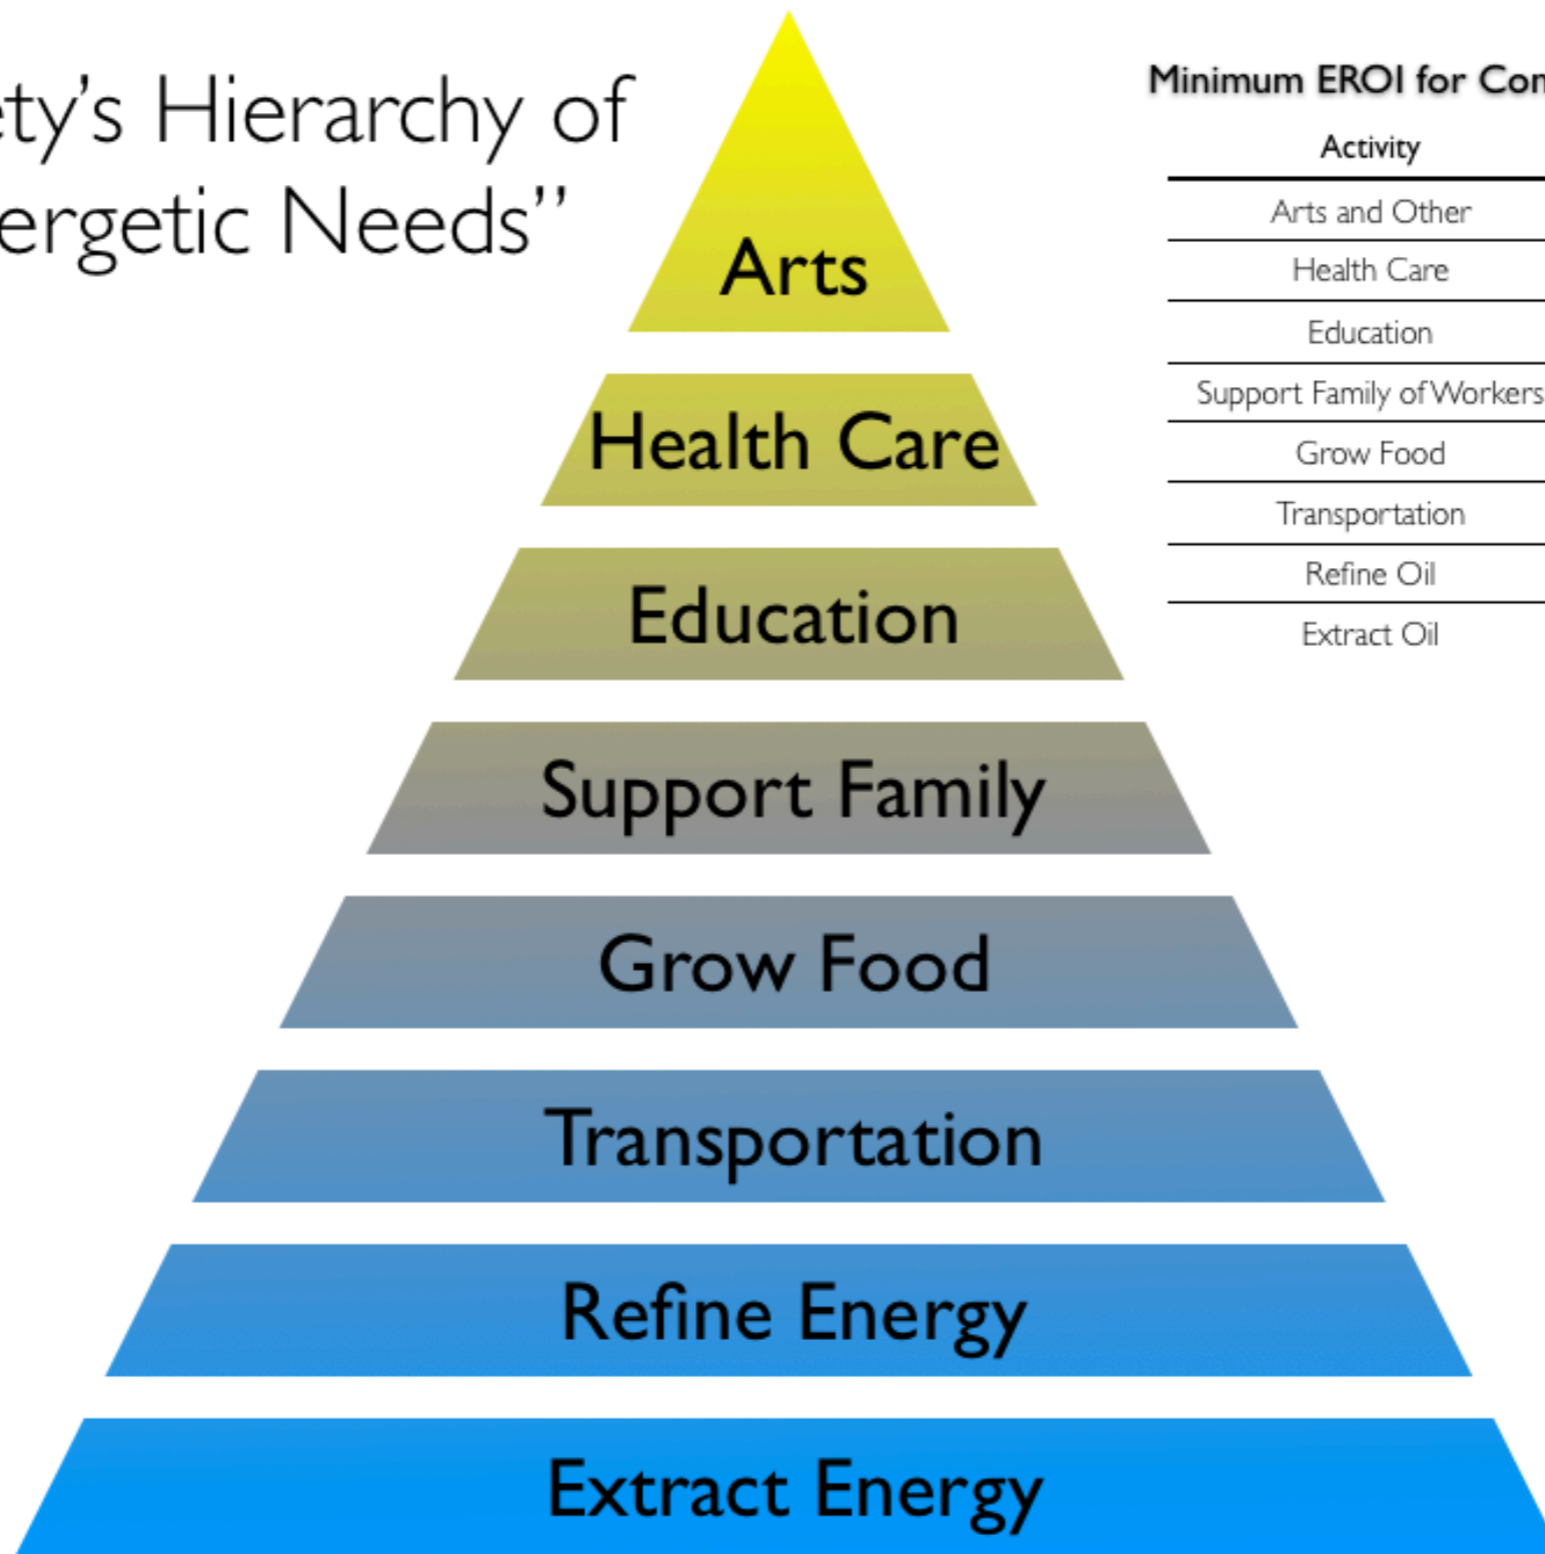 ety’s Hierarchy of
ergetic Needs”
Arts
Health Care
Education
Support Family
Grow Food
Transportation
Refine Energy
Extract Energy
Minimum EROI for Con
Activity
Arts and Other
Health Care
Education
Support Family of Workers
Grow Food
Transportation
Refine Oil
Extract Oil